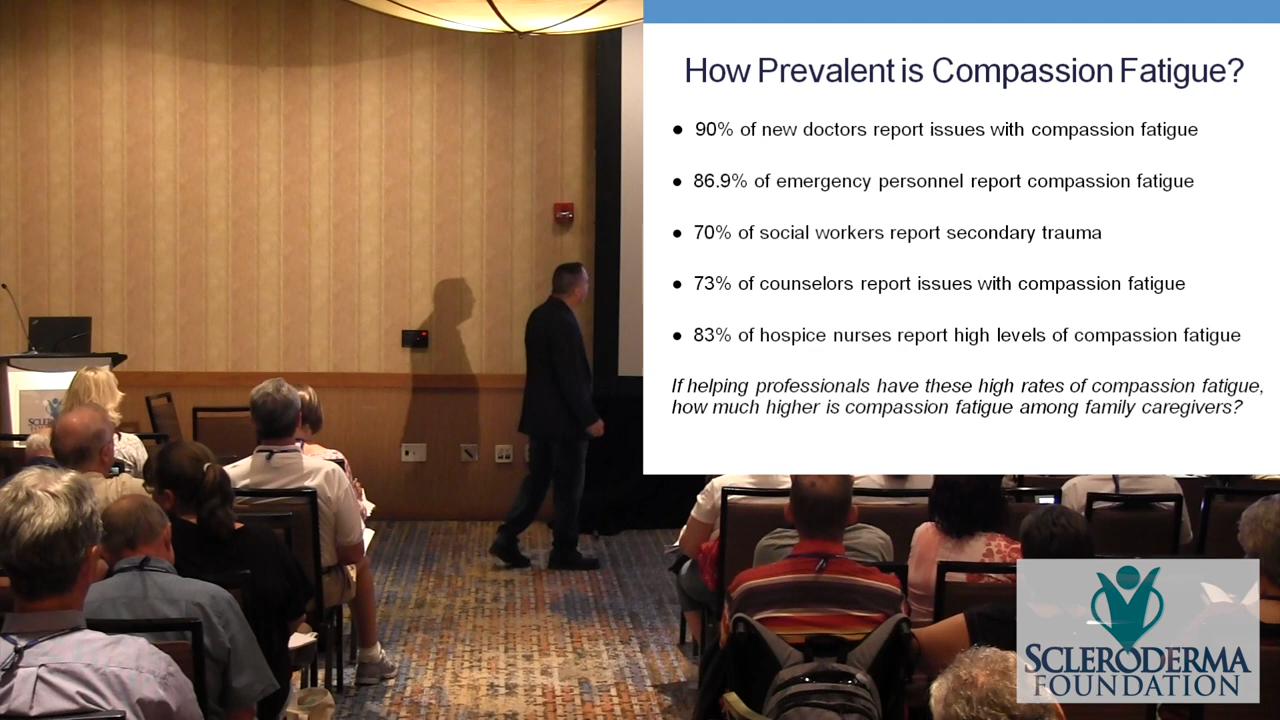 How Prevalent is Compassion Fatigue?
● 90% of new doctors report issues with compassion fatigue
● 86.9% of emergency personnel report compassion fatigue
● 70% of social workers report secondary trauma
● 73% of counselors report issues with compassion fatigue
● 83% of hospice nurses report high levels of compassion fatigue
If helping professionals have these high rates of compassion fatigue,
how much higher is compassion fatigue among family caregivers?
SCLERODERMA
FOUNDATION